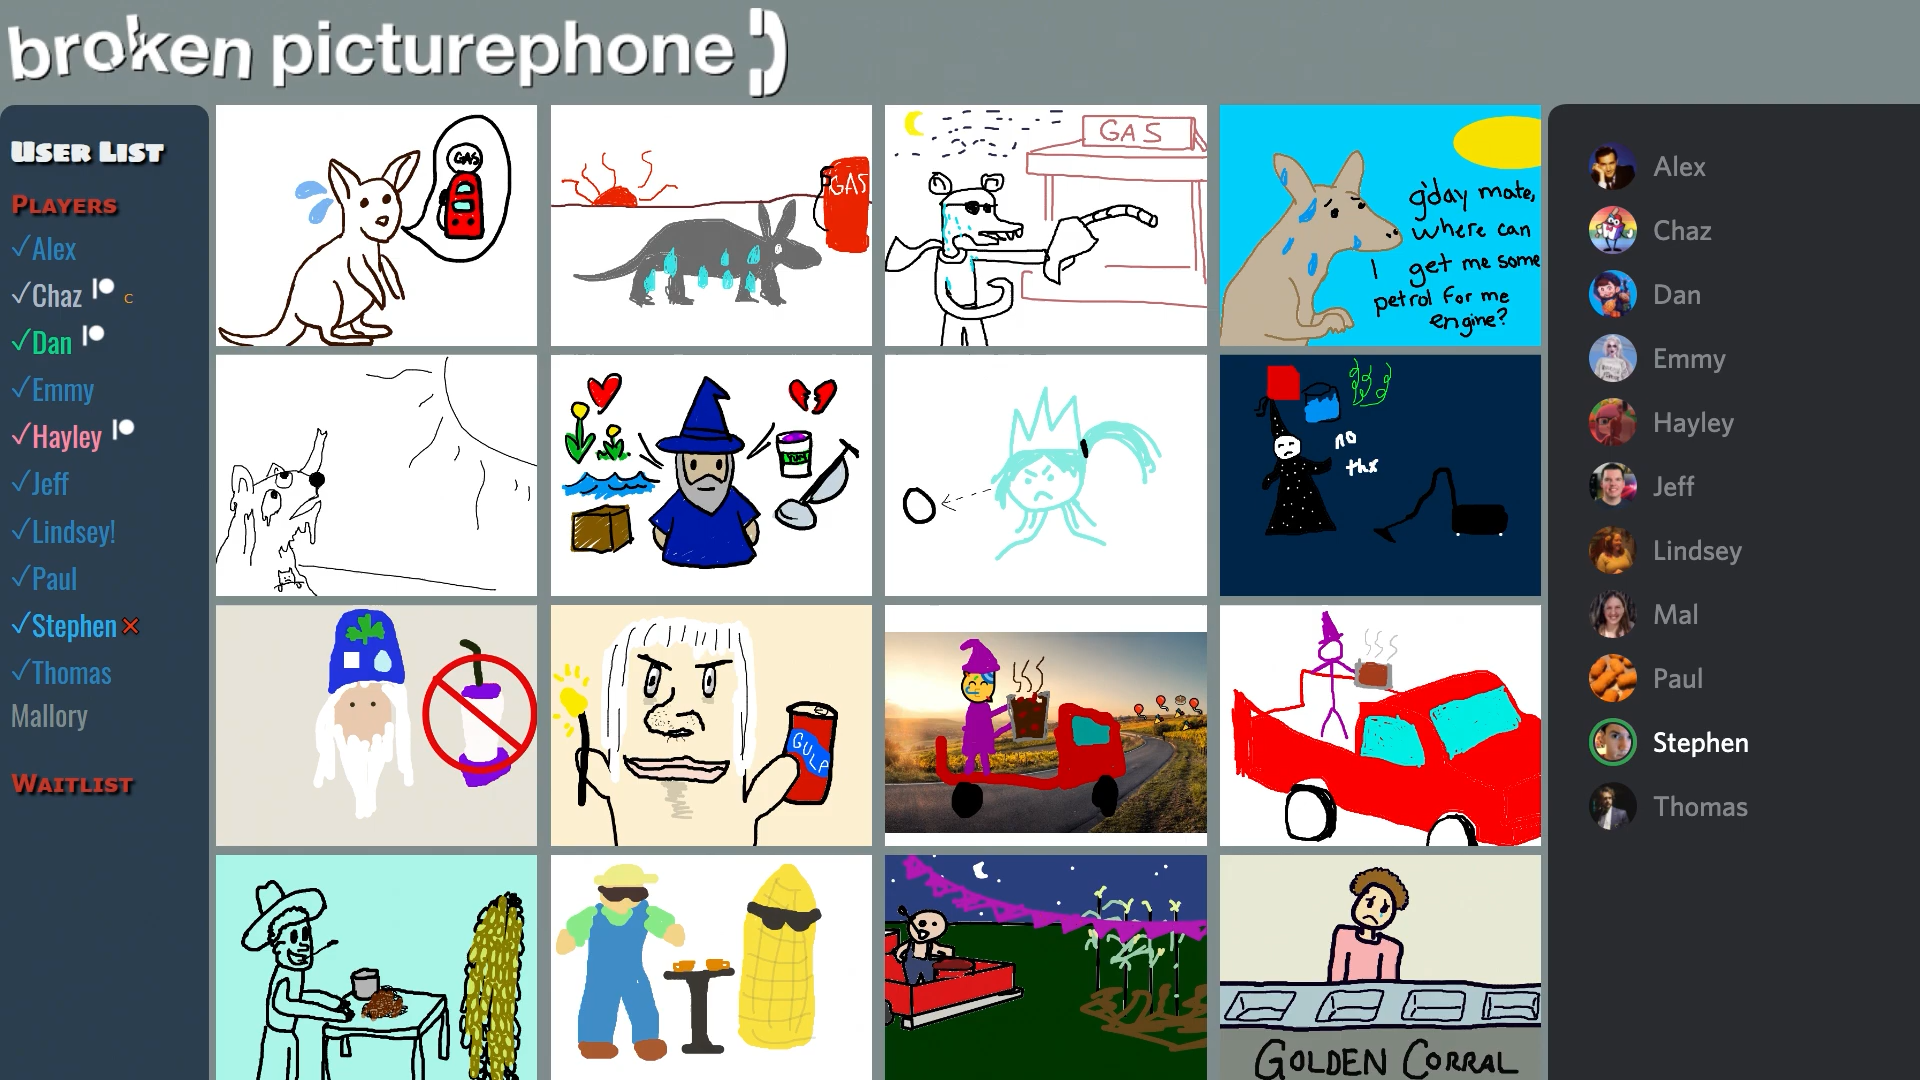 broken picturephone
USER LIST
PLAYERS
✓Alex
✓Chaz c
✓Dan
✓Emmy
✓Hayley
✓Jeff
✓Lindsey!
✓Paul
✓Stephen ✕
✓Thomas
Mallory
WAITLIST
GAS
GAS
GAS
g'day mate,
where can
I get me some
petrol for me
engine?
no
thx
GULP
GOLDEN CORRAL
Alex
Chaz
Dan
Emmy
Hayley
Jeff
Lindsey
Mal
Paul
Stephen
Thomas